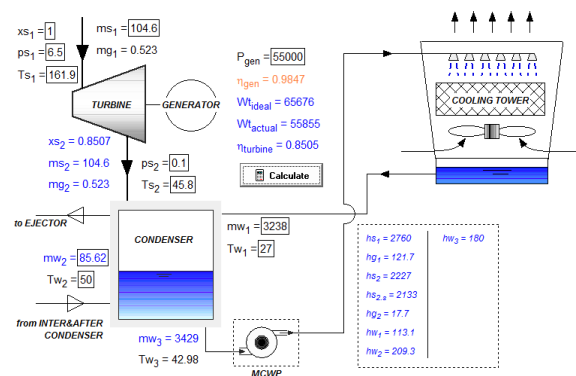 xs1 = 1
ms1 = 104.6
ps1 = 6.5
mg1 = 0.523
Ts1 = 161.9
Pgen = 55000
ηgen = 0.9847
Wtideal = 65676
Wtactual = 55855
ηturbine = 0.8505
Calculate
TURBINE
GENERATOR
COOLING TOWER
xs2 = 0.8507
ms2 = 104.6
mg2 = 0.523
ps2 = 0.1
Ts2 = 45.8
to EJECTOR
CONDENSER
mw1 = 3238
Tw1 = 27
mw2 = 85.62
Tw2 = 50
from INTER&AFTER
CONDENSER
mw3 = 3429
Tw3 = 42.98
MCWP
hs1 = 2760
hg1 = 121.7
hs2 = 2227
hs2.s = 2133
hg2 = 17.7
hw1 = 113.1
hw2 = 209.3
hw3 = 180